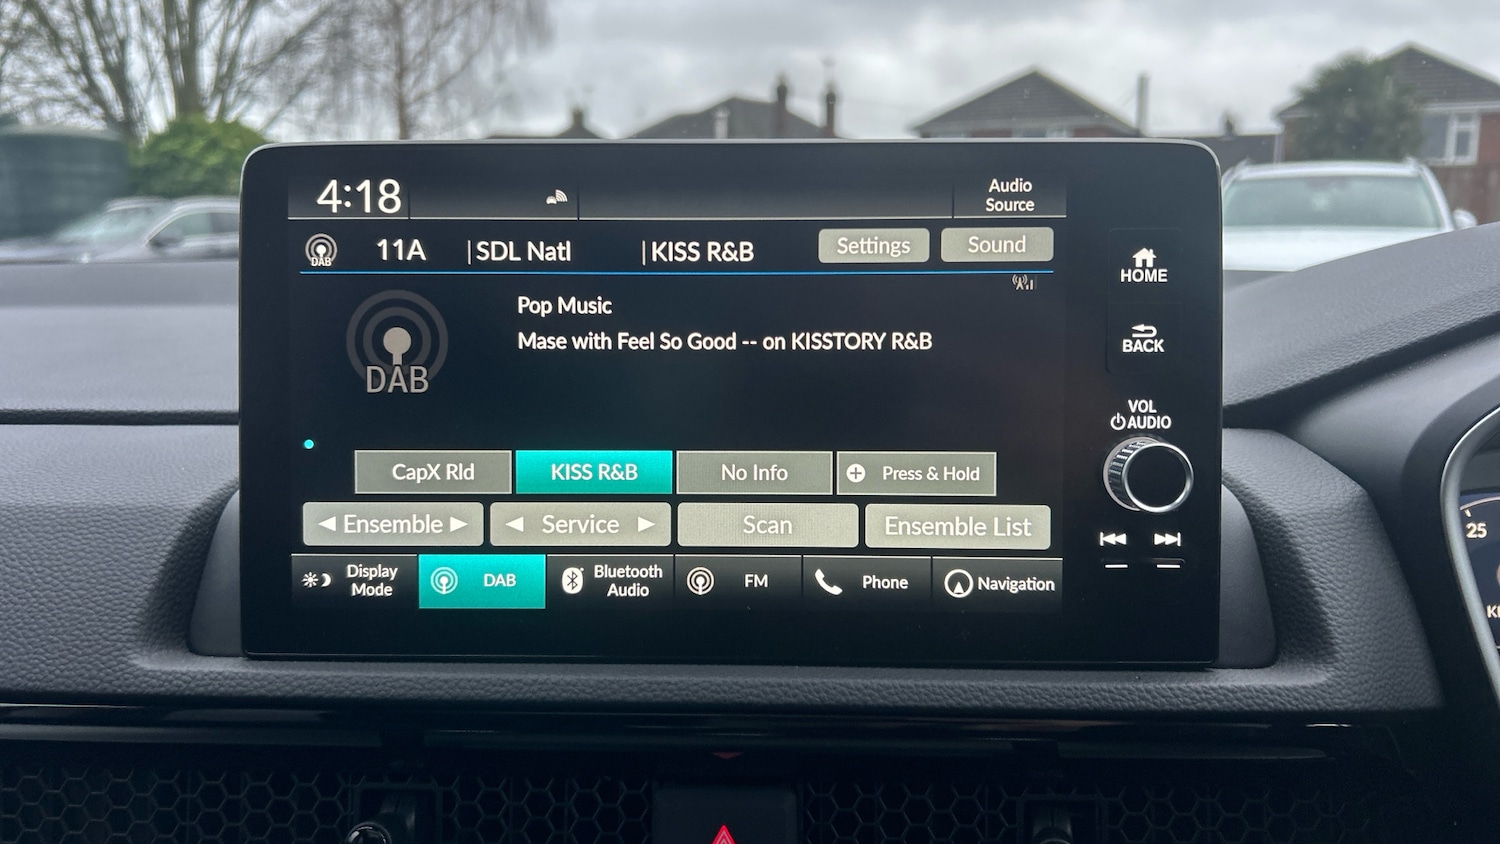 4:18
Audio
Source
DAB
11A
|SDL Natl
|KISS R&B
Settings
Sound
HOME
Pop Music
Mase with Feel So Good -- on KISSTORY R&B
BACK
DAB
VOL
AUDIO
CapX Rld
KISS R&B
No Info
Press & Hold
Ensemble
Service
Scan
Ensemble List
Display
Mode
DAB
Bluetooth
Audio
FM
Phone
Navigation
25